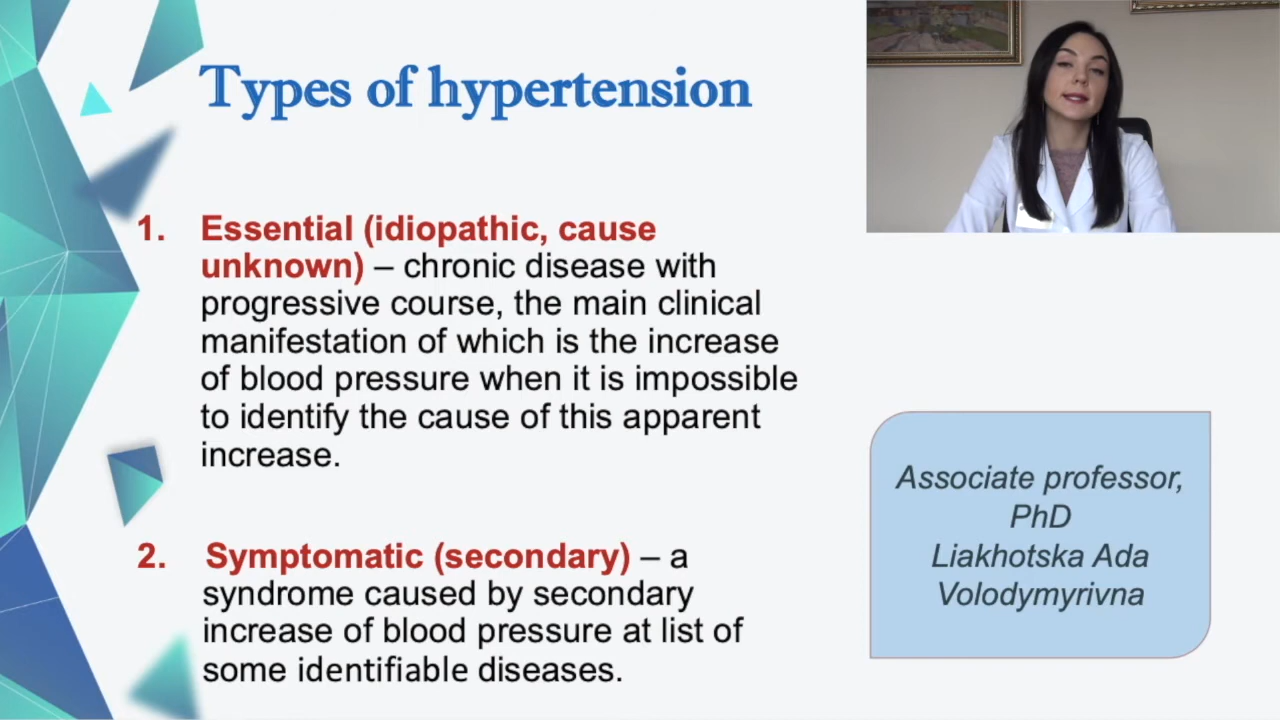 Types of hypertension
1. Essential (idiopathic, cause
unknown) – chronic disease with
progressive course, the main clinical
manifestation of which is the increase
of blood pressure when it is impossible
to identify the cause of this apparent
increase.
2. Symptomatic (secondary) – a
syndrome caused by secondary
increase of blood pressure at list of
some identifiable diseases.
Associate professor,
PhD
Liakhotska Ada
Volodymyrivna